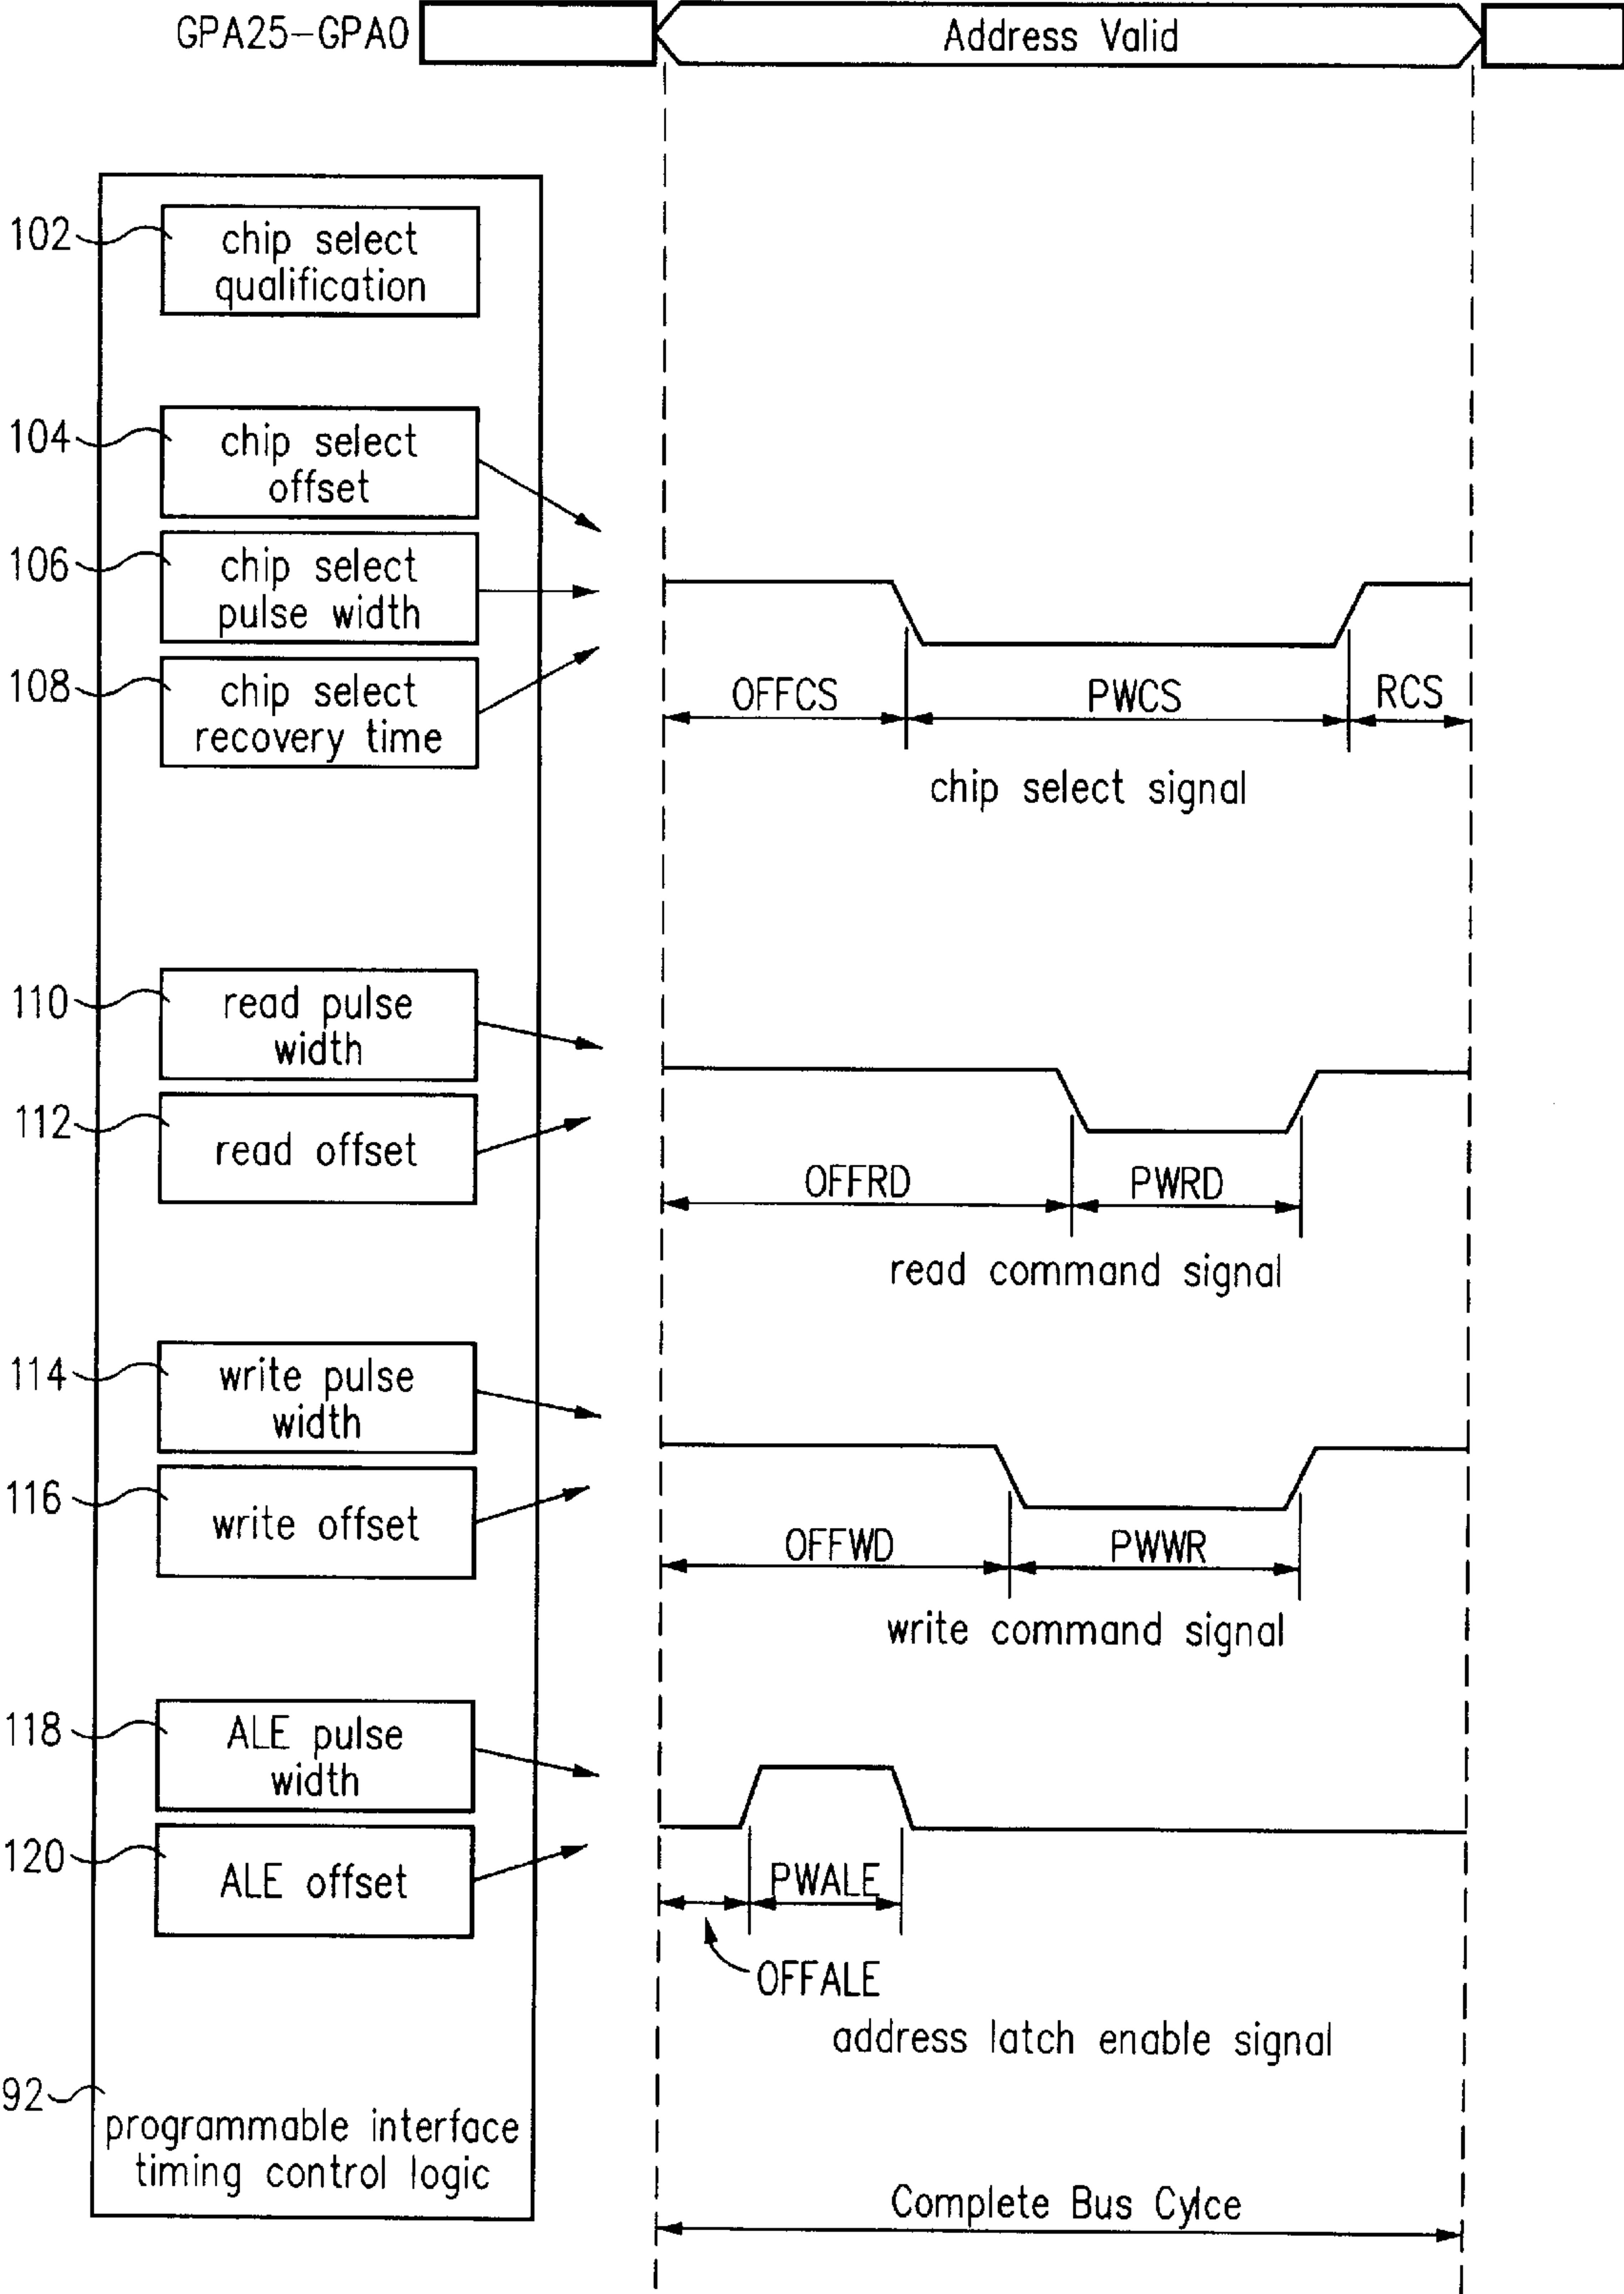 GPA25-GPA0
Address Valid
102
chip select
qualification
104
chip select
offset
106
chip select
pulse width
108
chip select
recovery time
OFFCS
PWCS
RCS
chip select signal
110
read pulse
width
112
read offset
OFFRD
PWRD
read command signal
114
write pulse
width
116
write offset
OFFWD
PWWR
write command signal
118
ALE pulse
width
120
ALE offset
PWALE
OFFALE
address latch enable signal
92
programmable interface
timing control logic
Complete Bus Cylce